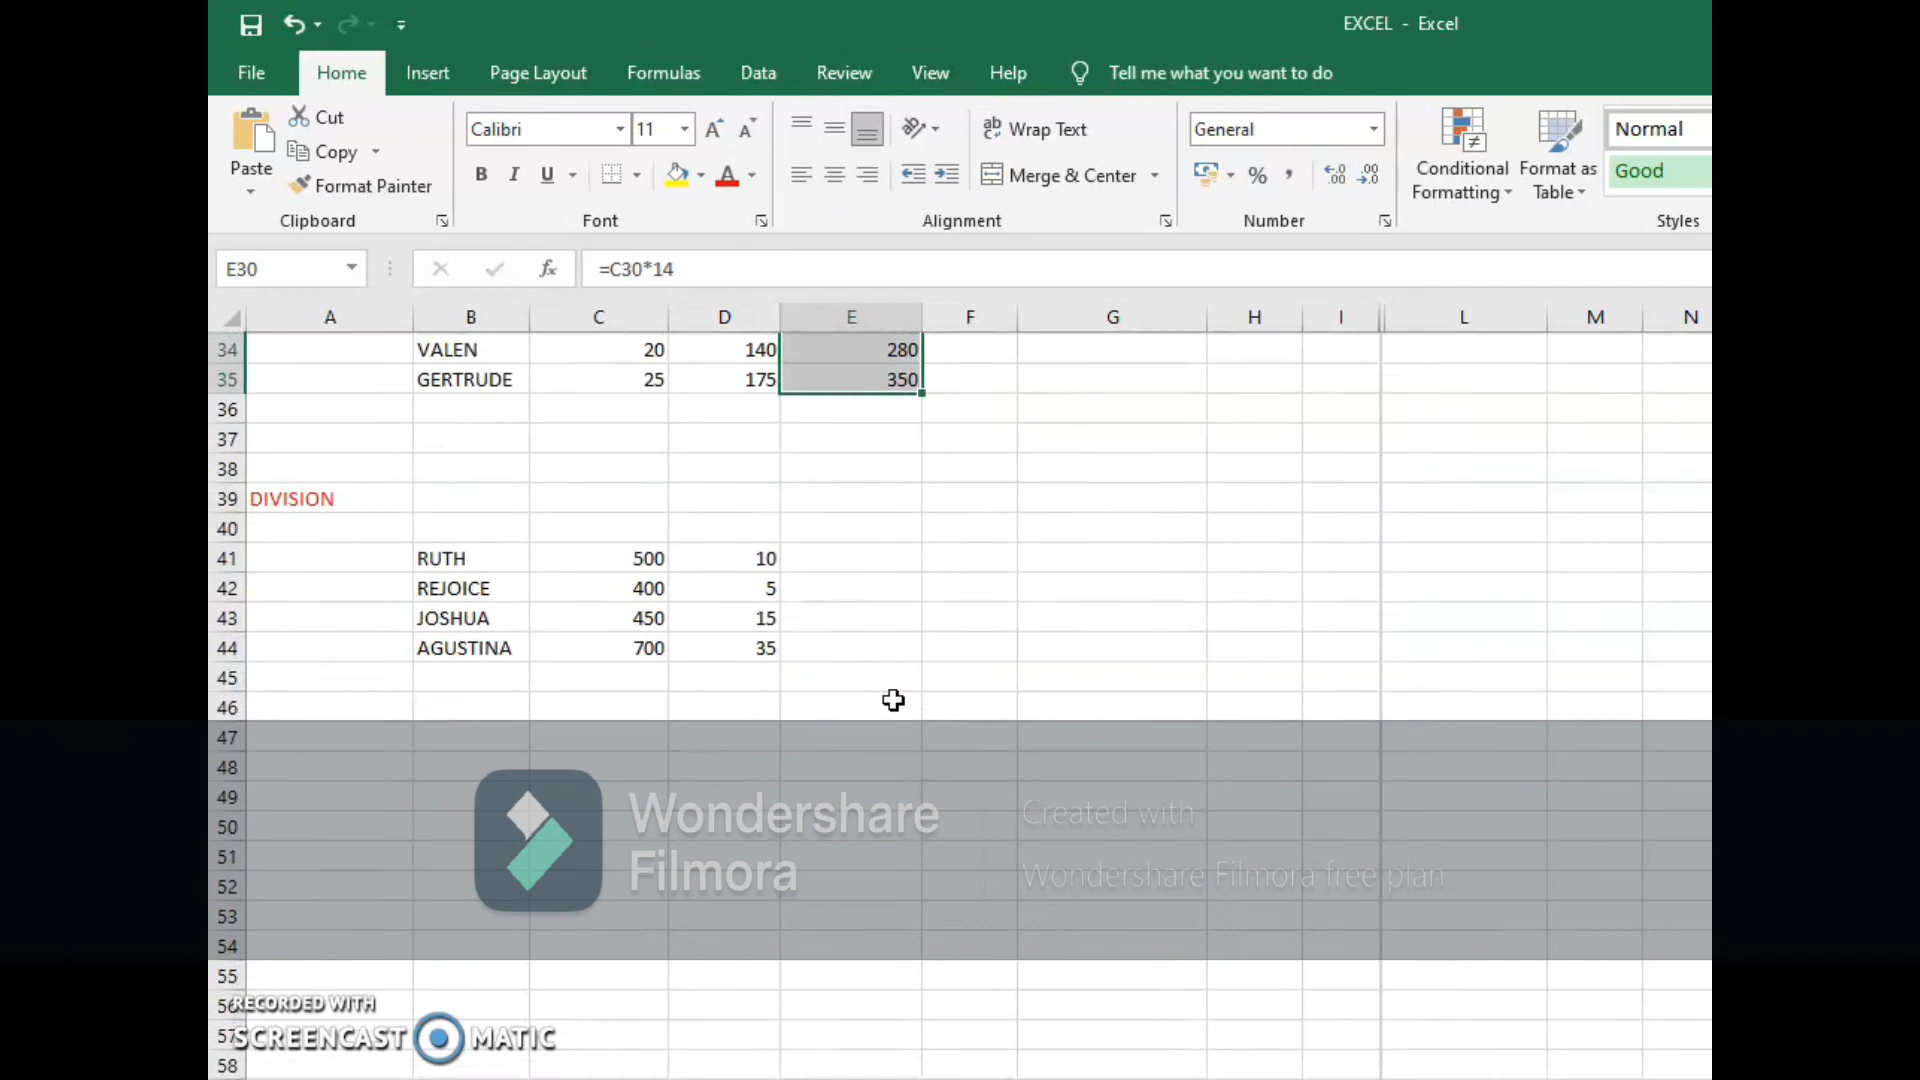 EXCEL - Excel
File Home Insert Page Layout Formulas Data Review View Help Tell me what you want to do
Paste
Cut
Copy
Format Painter
Clipboard
Calibri 11
B I U A
Font
Wrap Text
Merge & Center
Alignment
General
%
Number
Conditional Formatting
Format as Table
Normal
Good
Styles
E30 fx =C30*14
A B C D E F G H I L M N
34 VALEN 20 140 280
35 GERTRUDE 25 175 350
36
37
38
39 DIVISION
40
41 RUTH 500 10
42 REJOICE 400 5
43 JOSHUA 450 15
44 AGUSTINA 700 35
45
46
47
48
49
50
51
52
53
54
55
56
57
58
Wondershare
Filmora
Created with
Wondershare Filmora free plan
RECORDED WITH
SCREENCAST MATIC